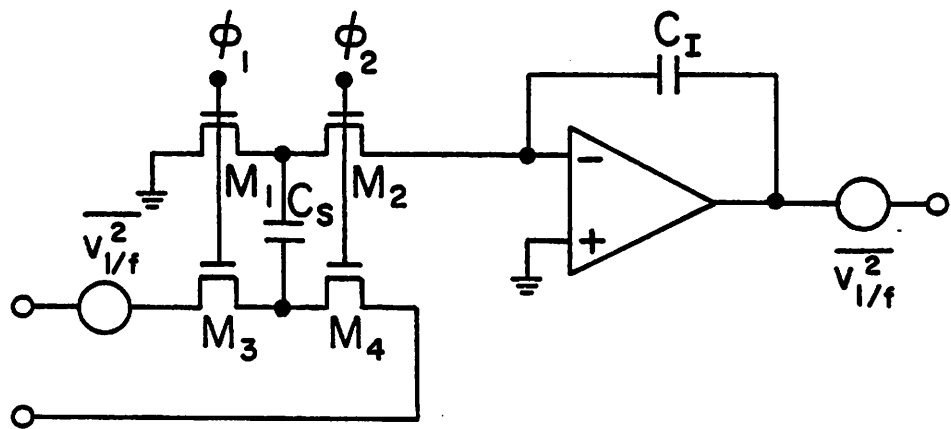 ϕ1
ϕ2
CI
M1
M2
CS
−
+
V²1/f
V²1/f
M3
M4